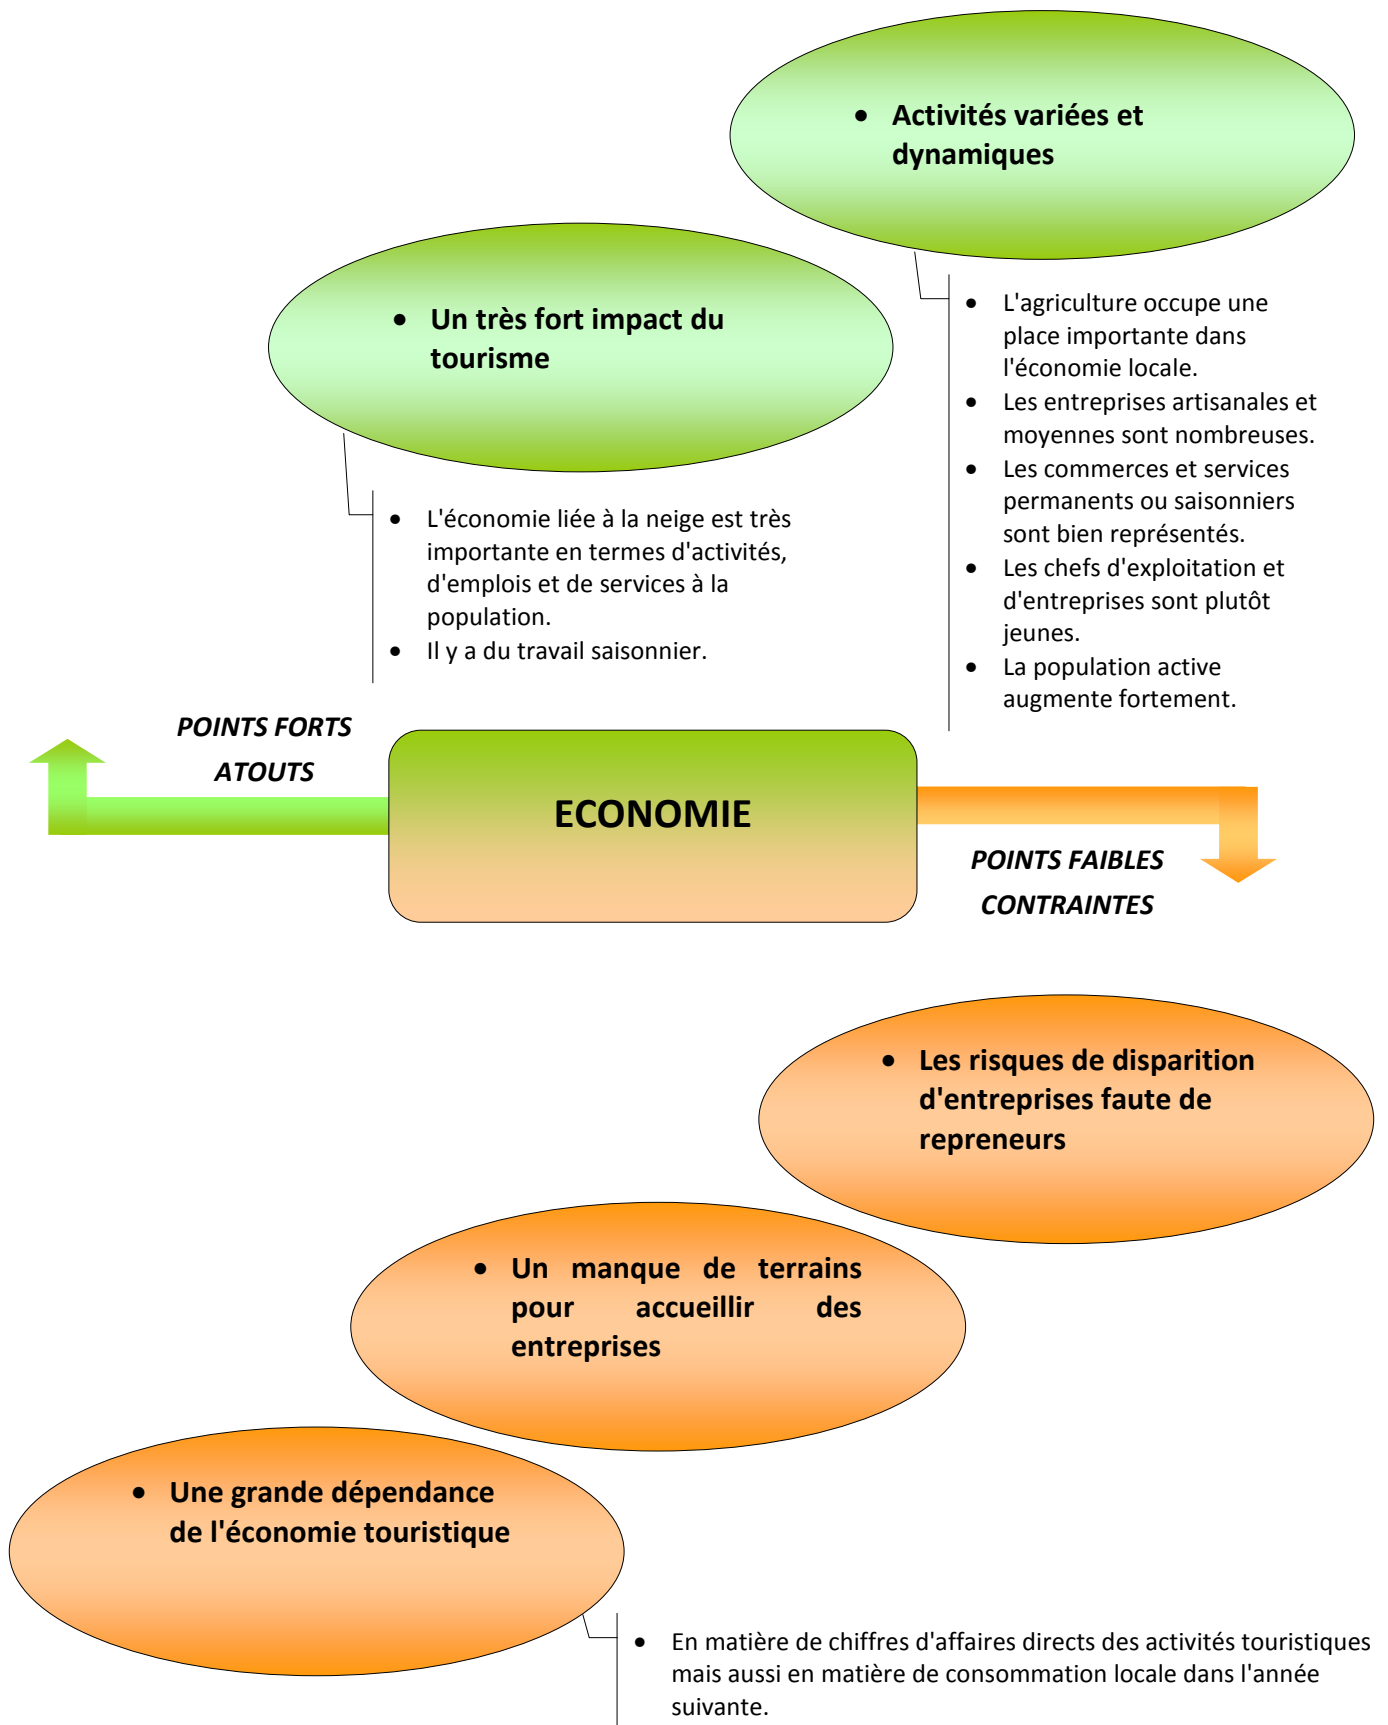 • Activités variées et
dynamiques
• Un très fort impact du
tourisme
• L'agriculture occupe une
place importante dans
l'économie locale.
• Les entreprises artisanales et
moyennes sont nombreuses.
• Les commerces et services
permanents ou saisonniers
sont bien représentés.
• Les chefs d'exploitation et
d'entreprises sont plutôt
jeunes.
• La population active
augmente fortement.
• L'économie liée à la neige est très
importante en termes d'activités,
d'emplois et de services à la
population.
• Il y a du travail saisonnier.
POINTS FORTS
ATOUTS
ECONOMIE
POINTS FAIBLES
CONTRAINTES
• Les risques de disparition
d'entreprises faute de
repreneurs
• Un manque de terrains
pour accueillir des
entreprises
• Une grande dépendance
de l'économie touristique
• En matière de chiffres d'affaires directs des activités touristiques
mais aussi en matière de consommation locale dans l'année
suivante.